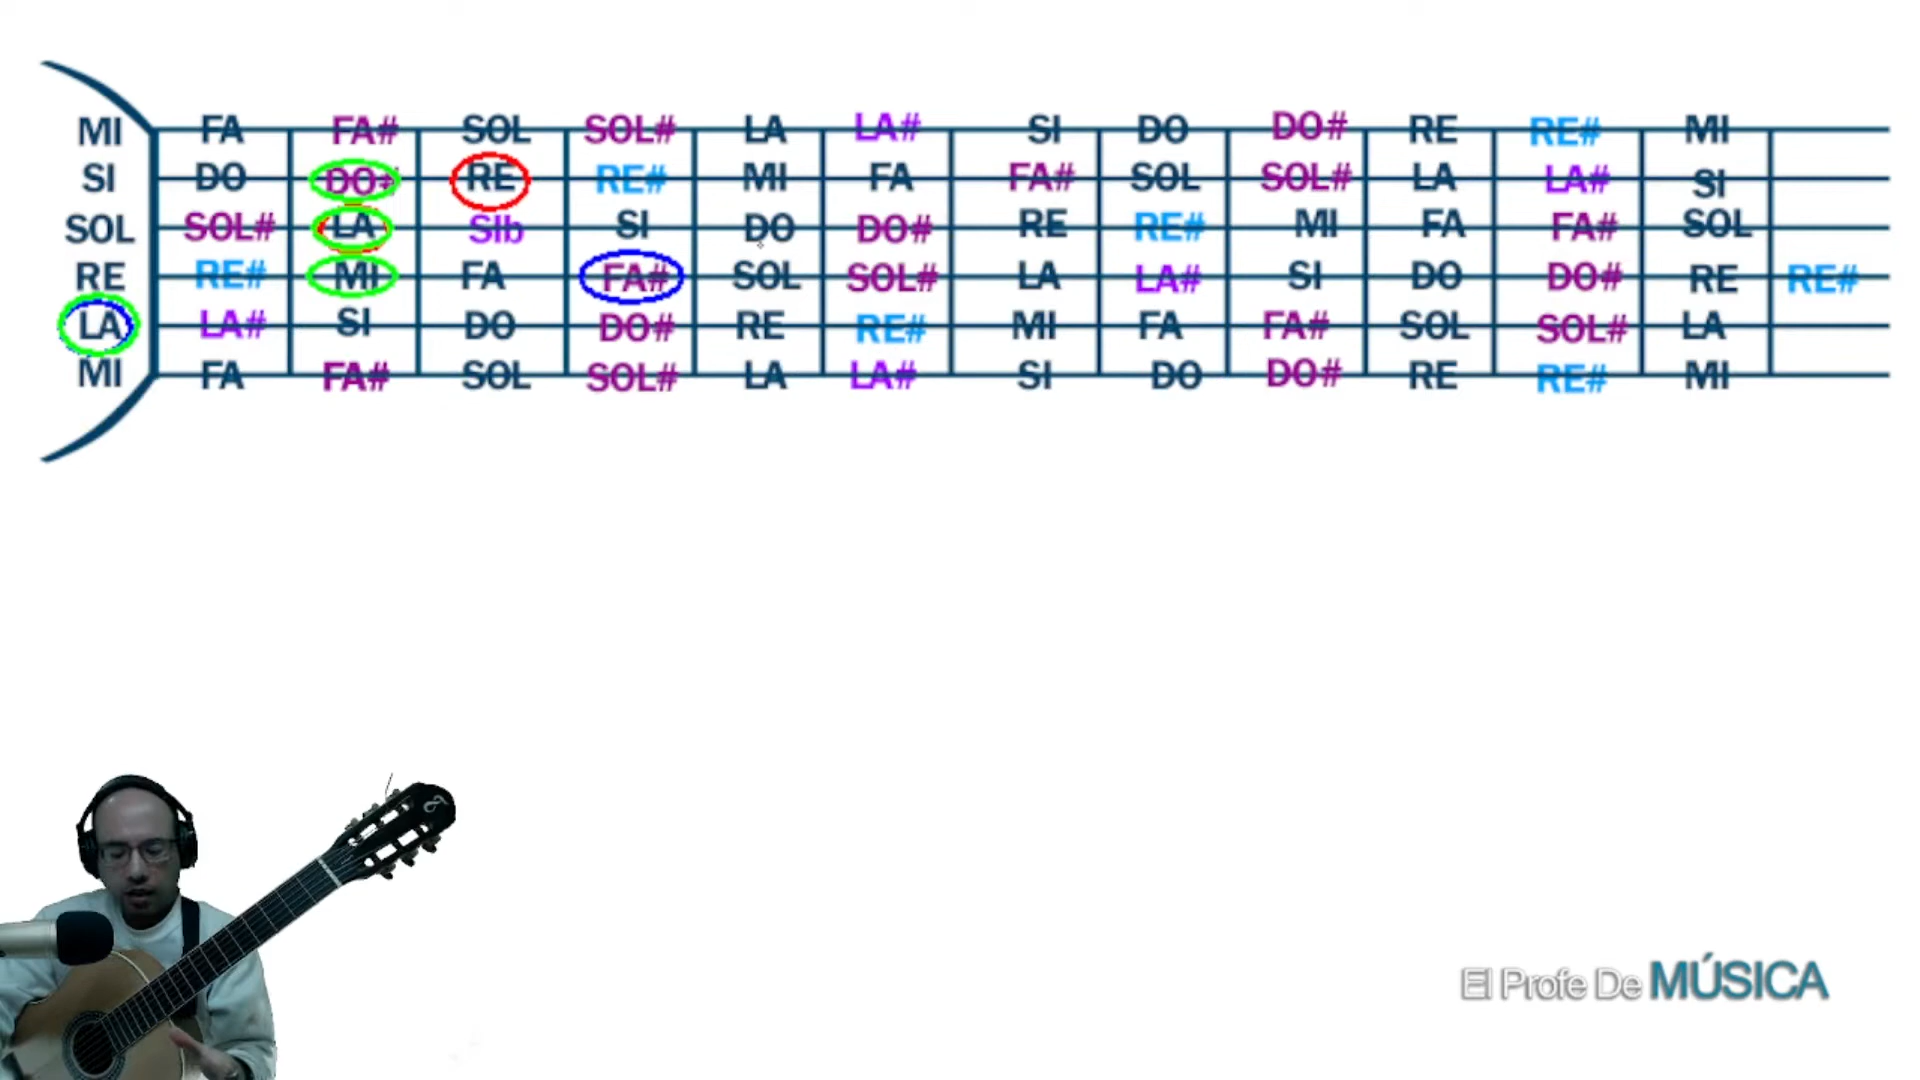 MI FA FA# SOL SOL# LA LA# SI DO DO# RE RE# MI
SI DO DO# RE RE# MI FA FA# SOL SOL# LA LA# SI
SOL SOL# LA SIb SI DO DO# RE RE# MI FA FA# SOL
RE RE# MI FA FA# SOL SOL# LA LA# SI DO DO# RE RE#
LA LA# SI DO DO# RE RE# MI FA FA# SOL SOL# LA
MI FA FA# SOL SOL# LA LA# SI DO DO# RE RE# MI
El Profe De MÚSICA